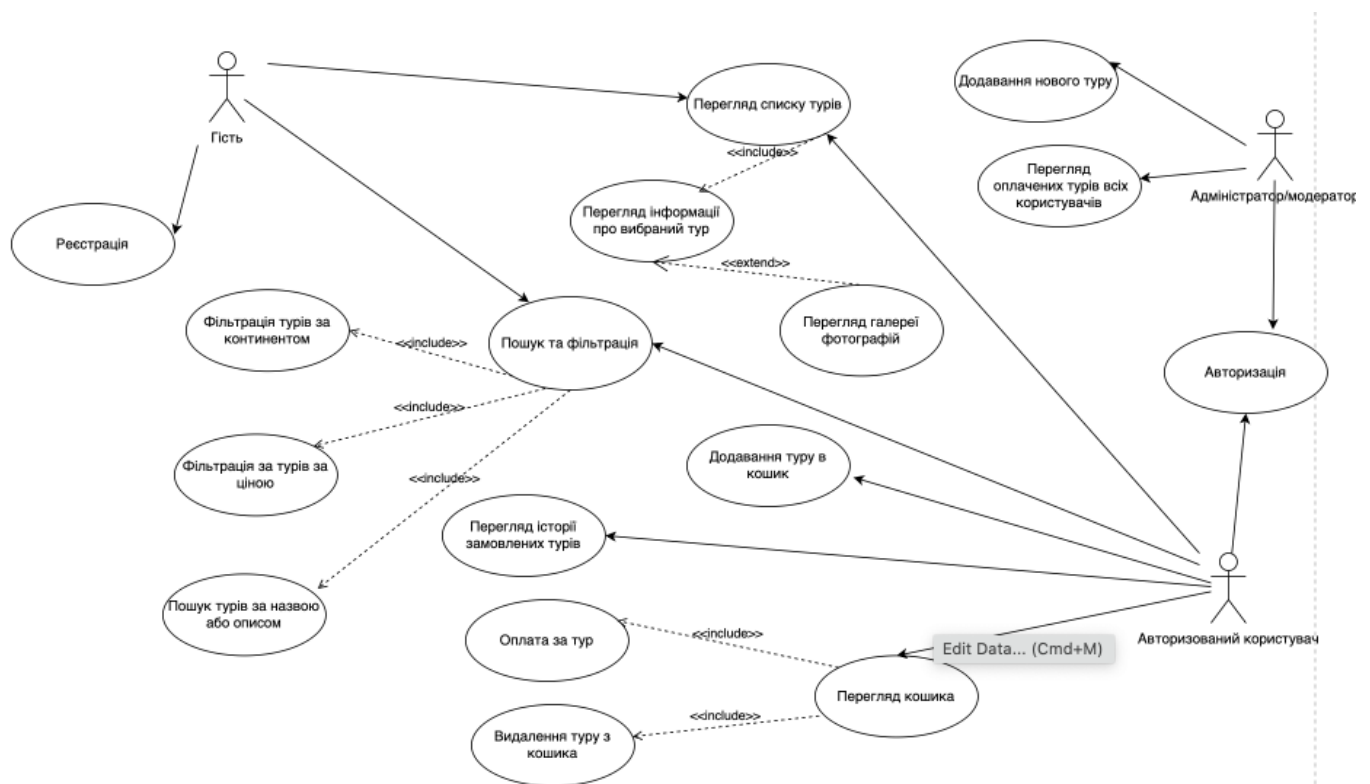 Гість
Перегляд списку турів
Додавання нового туру
<<include>>
Перегляд
оплачених турів всіх
користувачів
Адміністратор/модератор
Перегляд інформації
про вибраний тур
Реєстрація
<<extend>>
Фільтрація турів за
континентом
<<include>>
Пошук та фільтрація
Перегляд галереї
фотографій
Авторизація
<<include>>
Фільтрація за турів за
ціною
<<include>>
Додавання туру в
кошик
Перегляд історії
замовлених турів
Пошук турів за назвою
або описом
Оплата за тур
<<include>>
Edit Data... (Cmd+M)
Авторизований користувач
Перегляд кошика
<<include>>
Видалення туру з
кошика